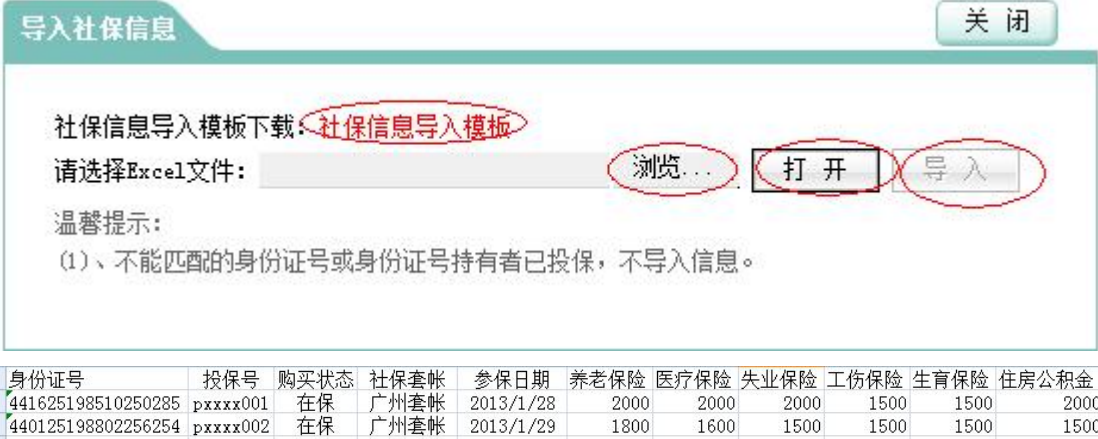 导入社保信息
关 闭
社保信息导入模板下载: 社保信息导入模板
请选择Excel文件: 浏览... 打 开 导 入
温馨提示:
(1)、不能匹配的身份证号或身份证号持有者已投保，不导入信息。
身份证号 投保号 购买状态 社保套帐 参保日期 养老保险 医疗保险 失业保险 工伤保险 生育保险 住房公积金
441625198510250285 pxxxx001 在保 广州套帐 2013/1/28 2000 2000 2000 1500 1500 2000
440125198802256254 pxxxx002 在保 广州套帐 2013/1/29 1800 1600 1500 1500 1500 1500